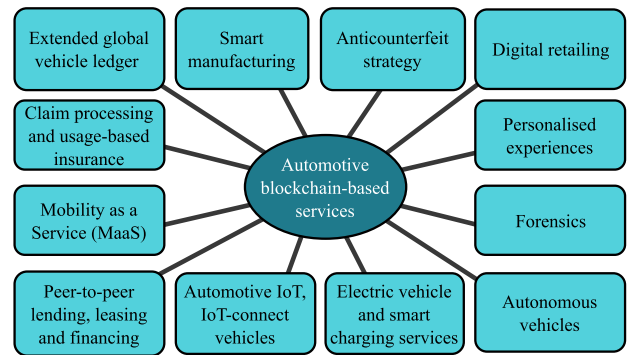 Extended global
vehicle ledger
Smart
manufacturing
Anticounterfeit
strategy
Digital retailing
Claim processing
and usage-based
insurance
Personalised
experiences
Automotive
blockchain-based
services
Mobility as a
Service (MaaS)
Forensics
Peer-to-peer
lending, leasing
and financing
Automotive IoT,
IoT-connect
vehicles
Electric vehicle
and smart
charging services
Autonomous
vehicles